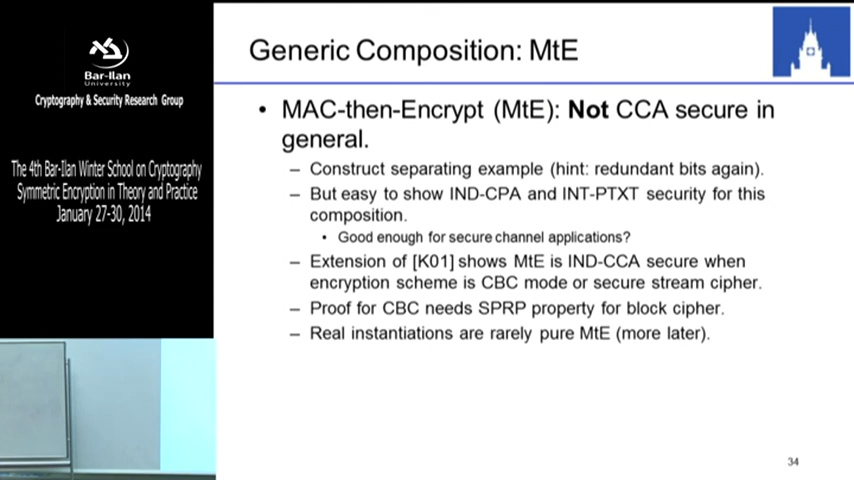 Bar-Ilan
University
Cryptography & Security Research Group
The 4th Bar-Ilan Winter School on Cryptography
Symmetric Encryption in Theory and Practice
January 27-30, 2014
Generic Composition: MtE
• MAC-then-Encrypt (MtE): Not CCA secure in
general.
– Construct separating example (hint: redundant bits again).
– But easy to show IND-CPA and INT-PTXT security for this
composition.
• Good enough for secure channel applications?
– Extension of [K01] shows MtE is IND-CCA secure when
encryption scheme is CBC mode or secure stream cipher.
– Proof for CBC needs SPRP property for block cipher.
– Real instantiations are rarely pure MtE (more later).
34